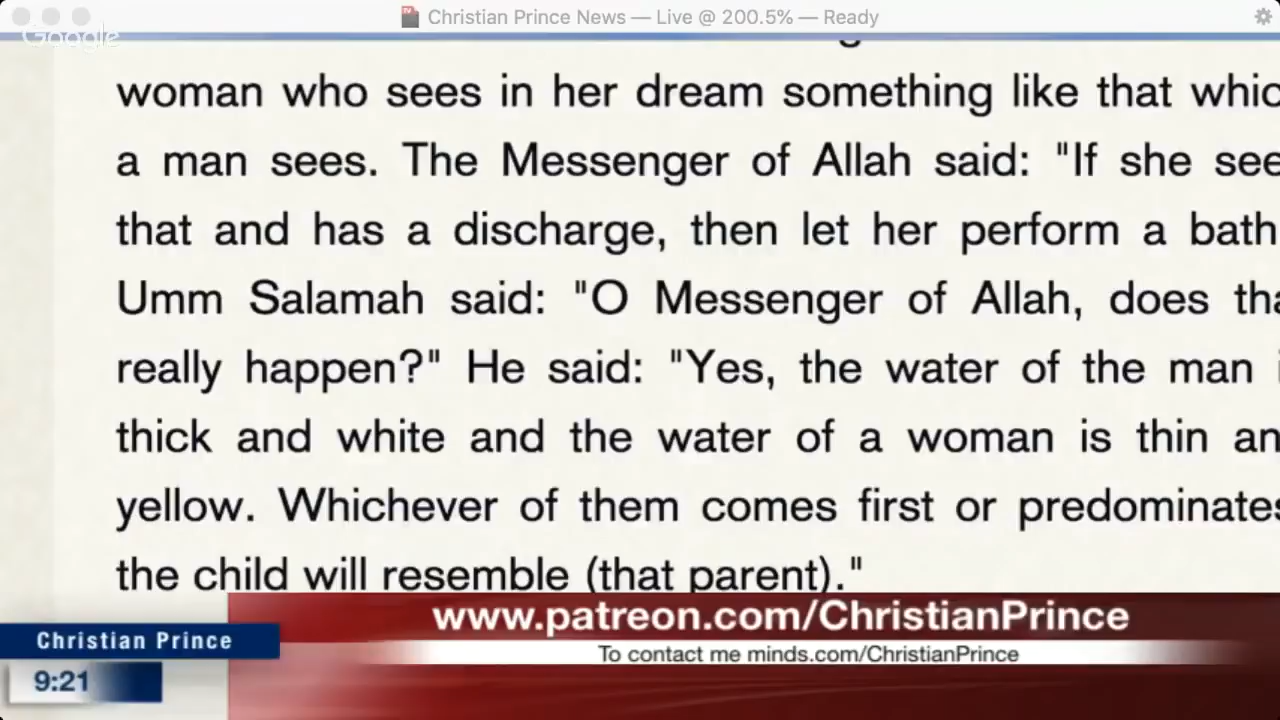 Christian Prince News — Live @ 200.5% — Ready
Google
woman who sees in her dream something like that whic
a man sees. The Messenger of Allah said: "If she see
that and has a discharge, then let her perform a bath
Umm Salamah said: "O Messenger of Allah, does tha
really happen?" He said: "Yes, the water of the man i
thick and white and the water of a woman is thin an
yellow. Whichever of them comes first or predominates
the child will resemble (that parent)."
www.patreon.com/ChristianPrince
Christian Prince
To contact me minds.com/ChristianPrince
9:21